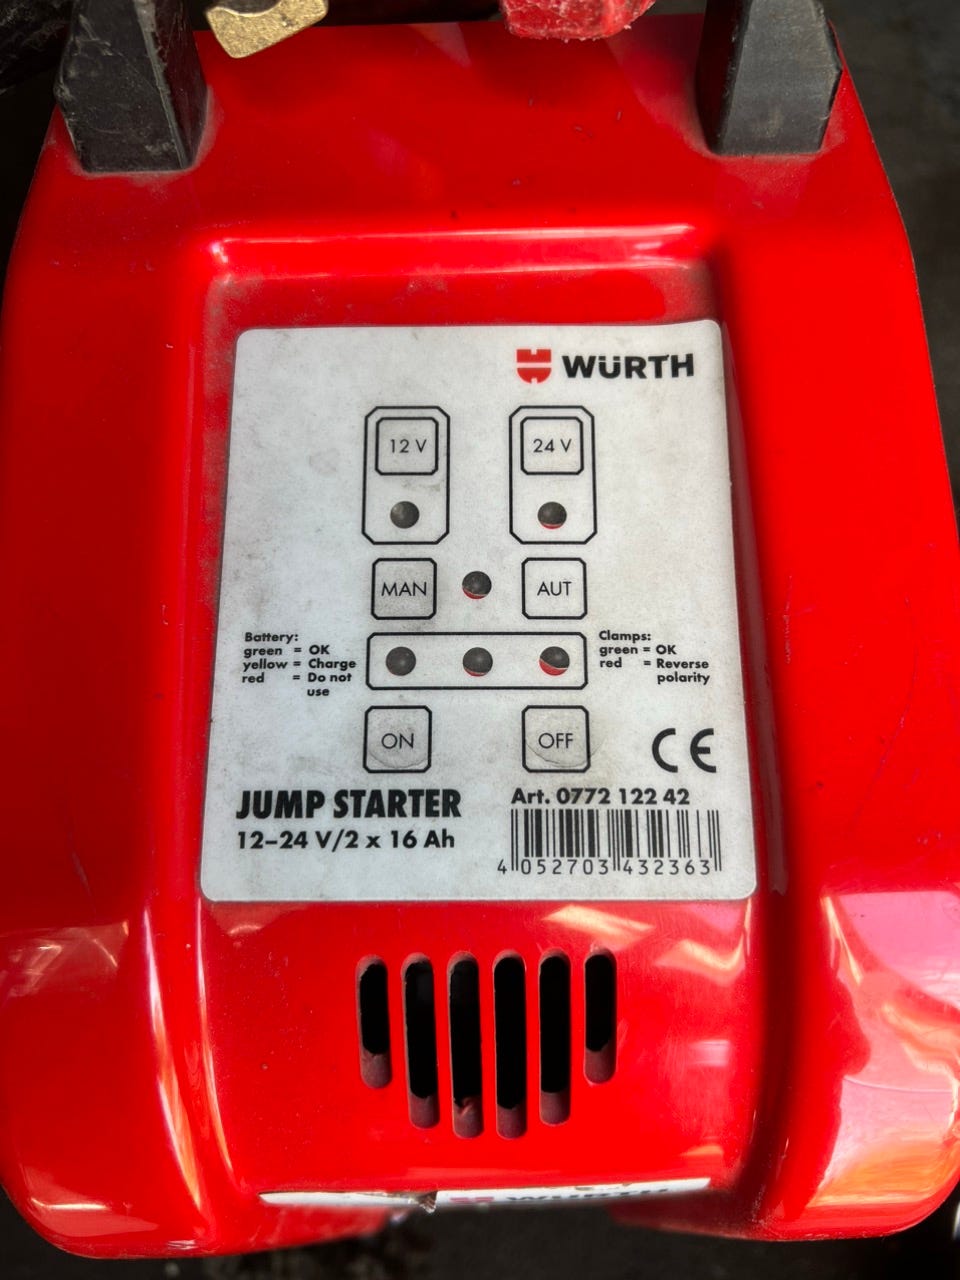 WÜRTH
12 V
24 V
MAN
AUT
Battery:
green = OK
yellow = Charge
red = Do not
use
Clamps:
green = OK
red = Reverse
polarity
ON
OFF
CE
JUMP STARTER
12–24 V/2 x 16 Ah
Art. 0772 122 42
4 052703 432363
WÜRTH